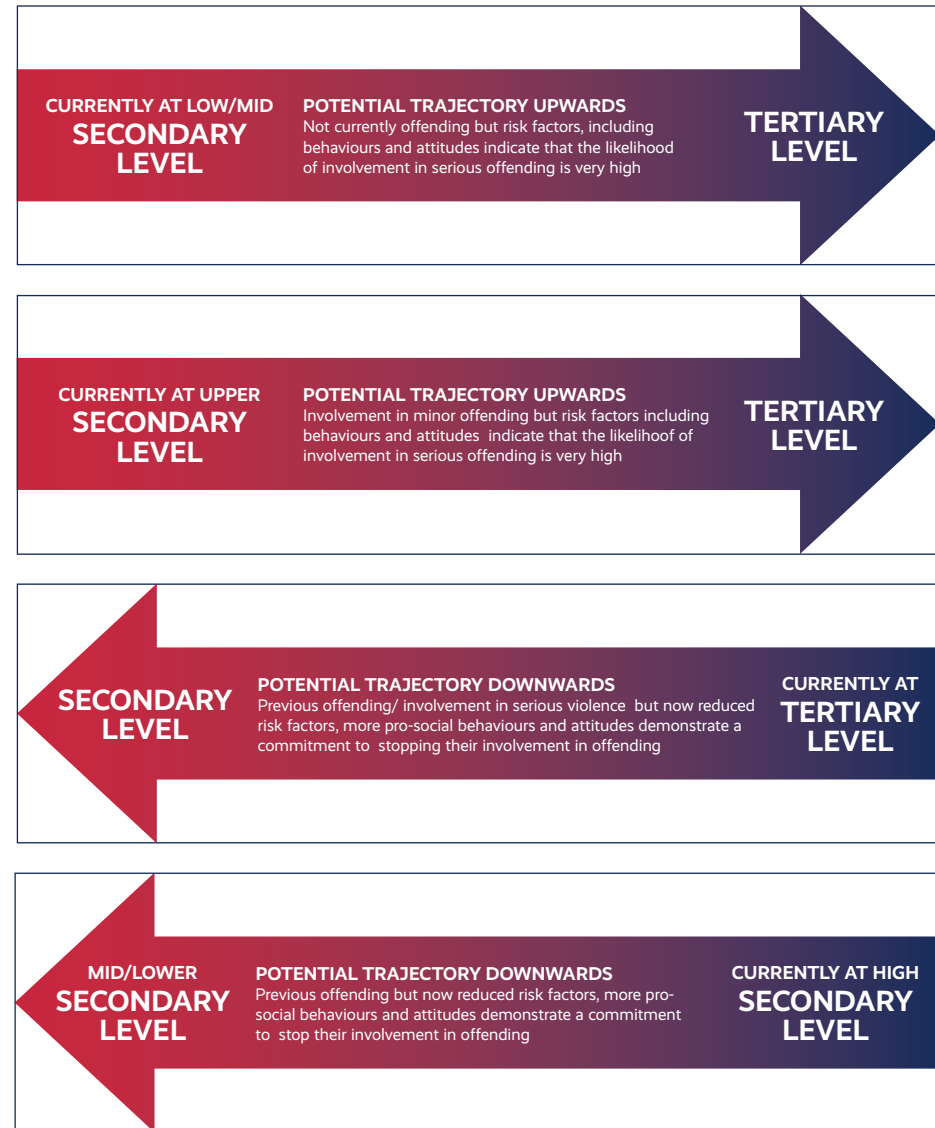 CURRENTLY AT LOW/MID
SECONDARY
LEVEL
POTENTIAL TRAJECTORY UPWARDS
Not currently offending but risk factors, including
behaviours and attitudes indicate that the likelihood
of involvement in serious offending is very high
TERTIARY
LEVEL
CURRENTLY AT UPPER
SECONDARY
LEVEL
POTENTIAL TRAJECTORY UPWARDS
Involvement in minor offending but risk factors including
behaviours and attitudes indicate that the likelihoof of
involvement in serious offending is very high
TERTIARY
LEVEL
SECONDARY
LEVEL
POTENTIAL TRAJECTORY DOWNWARDS
Previous offending/ involvement in serious violence but now reduced
risk factors, more pro-social behaviours and attitudes demonstrate a
commitment to stopping their involvement in offending
CURRENTLY AT
TERTIARY
LEVEL
MID/LOWER
SECONDARY
LEVEL
POTENTIAL TRAJECTORY DOWNWARDS
Previous offending but now reduced risk factors, more pro-
social behaviours and attitudes demonstrate a commitment
to stop their involvement in offending
CURRENTLY AT HIGH
SECONDARY
LEVEL